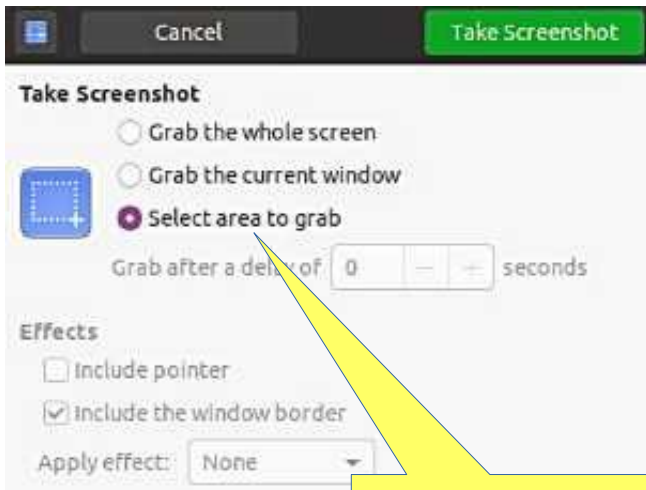 Cancel Take Screenshot
Take Screenshot
Grab the whole screen
Grab the current window
Select area to grab
Grab after a delay of 0 seconds
Effects
Include pointer
Include the window border
Apply effect: None